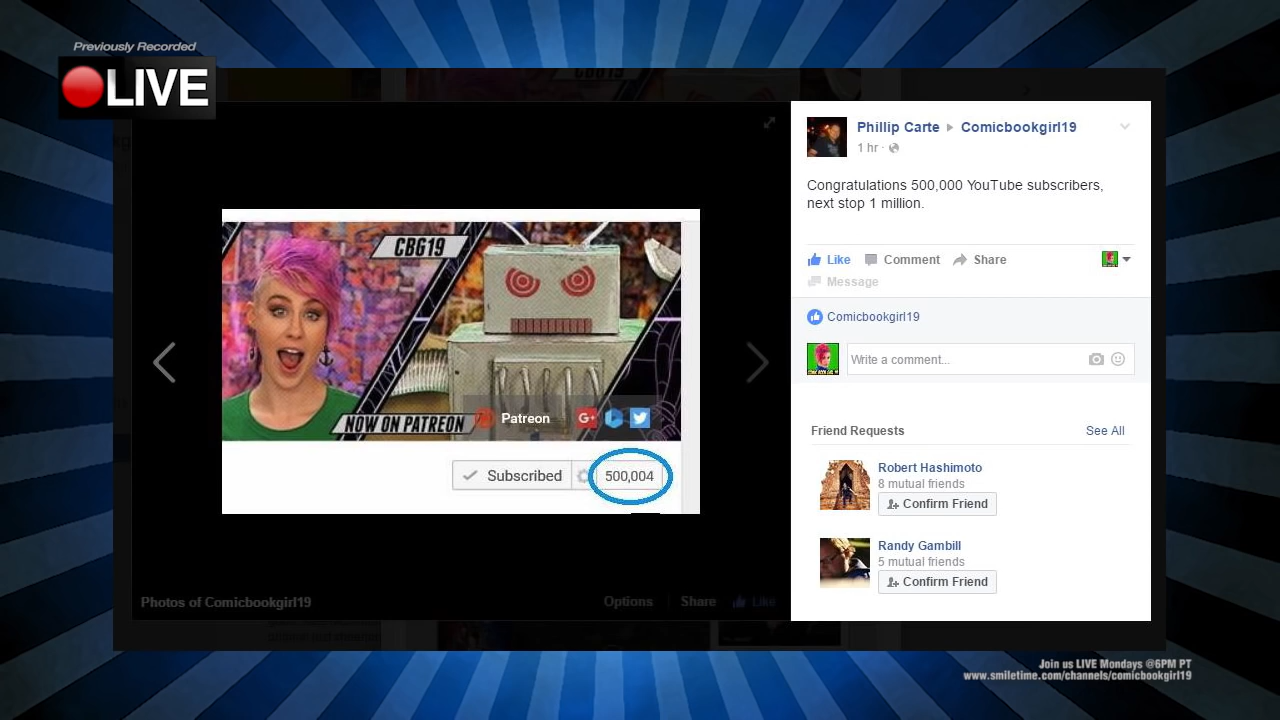 Previously Recorded
LIVE
CBG19
Phillip Carte Comicbookgirl19
1 hr ·
Congratulations 500,000 YouTube subscribers,
next stop 1 million.
Like Comment Share
Message
Comicbookgirl19
Write a comment...
CBG19
NOW ON PATREON
Patreon
G+
Subscribed 500,004
Friend Requests See All
Robert Hashimoto
8 mutual friends
Confirm Friend
Randy Gambill
5 mutual friends
Confirm Friend
Photos of Comicbookgirl19
Options Share Like
Join us LIVE Mondays @6PM PT
www.smiletime.com/channels/comicbookgirl19